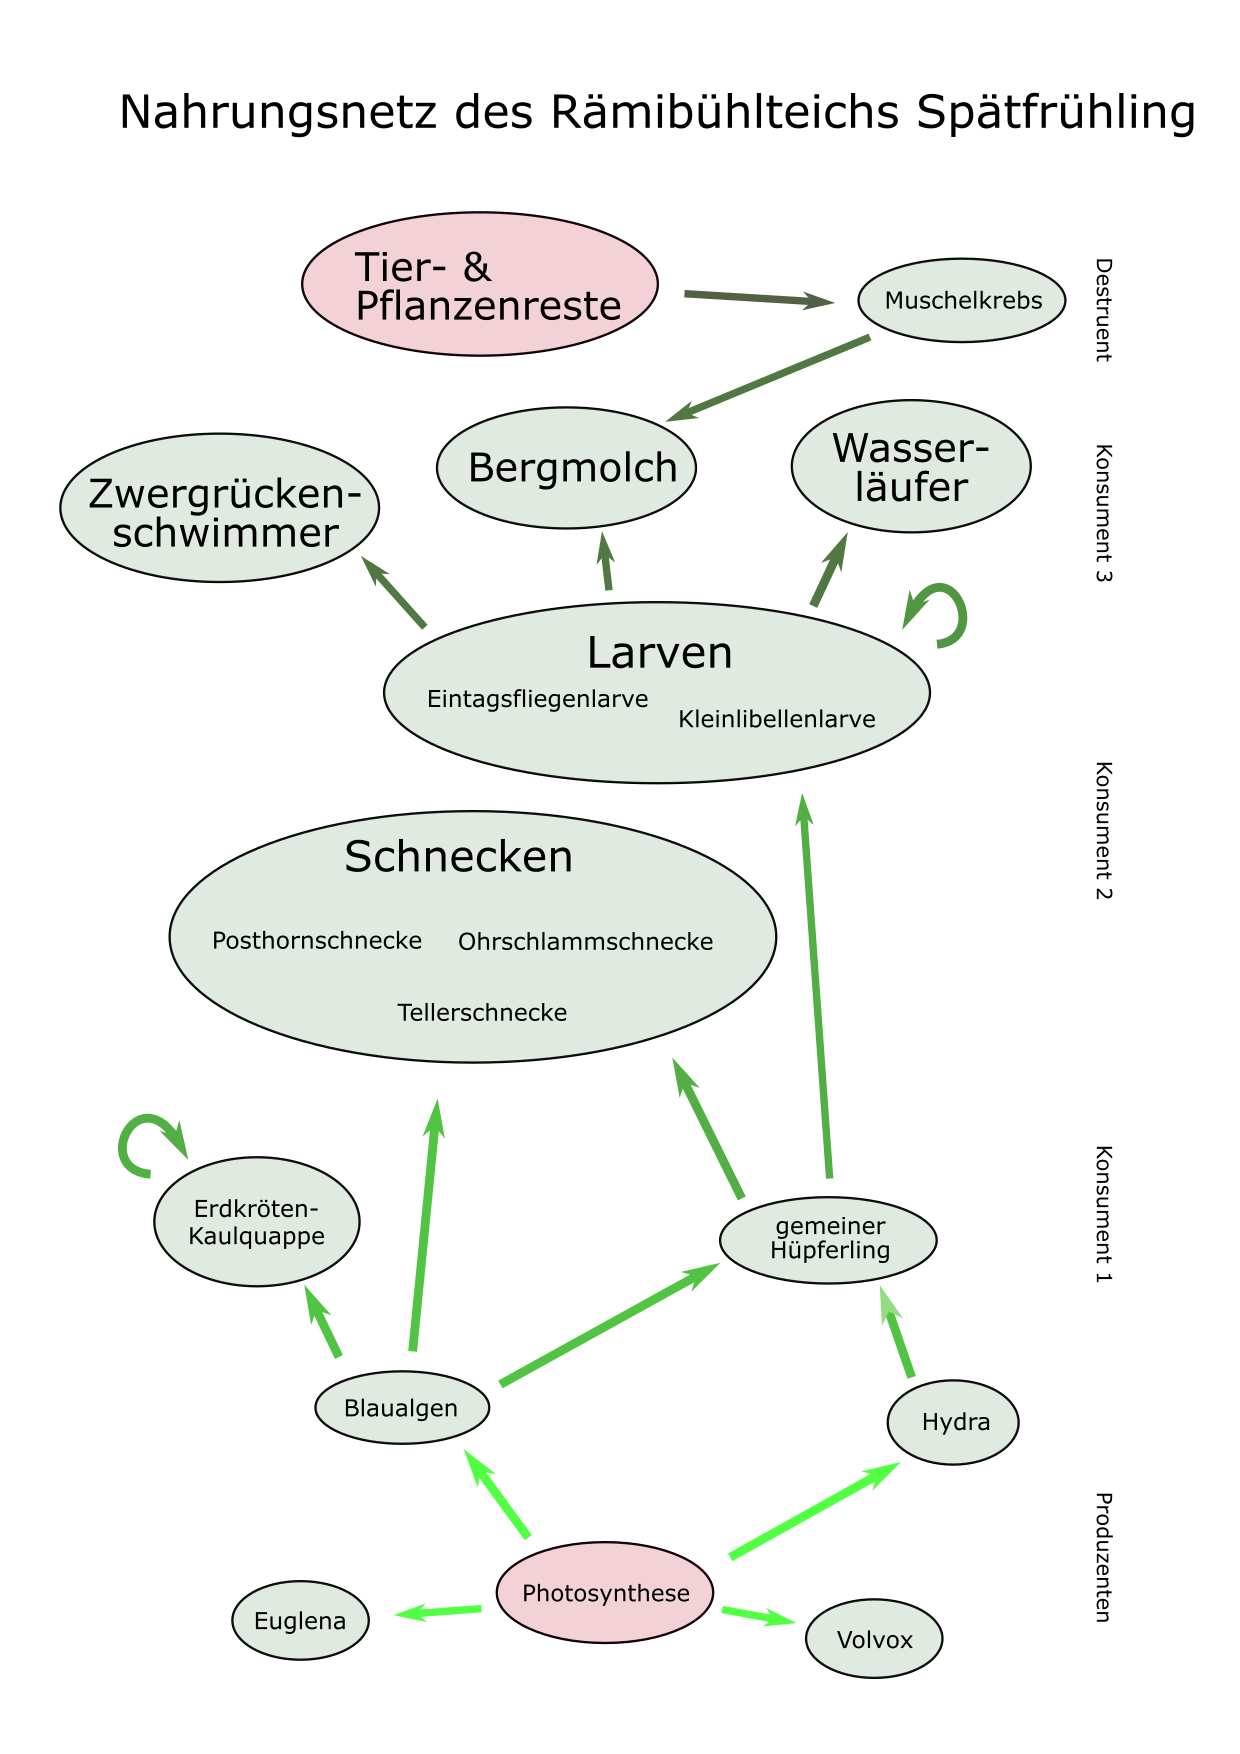 Nahrungsnetz des Rämibühlteichs Spätfrühling
Tier- &
Pflanzenreste
Muschelkrebs
Destruent
Zwergrücken-
schwimmer
Bergmolch
Wasser-
läufer
Konsument 3
Larven
Eintagsfliegenlarve
Kleinlibellenlarve
Konsument 2
Schnecken
Posthornschnecke
Ohrschlammschnecke
Tellerschnecke
Erdkröten-
Kaulquappe
gemeiner
Hüpferling
Konsument 1
Blaualgen
Hydra
Produzenten
Photosynthese
Euglena
Volvox